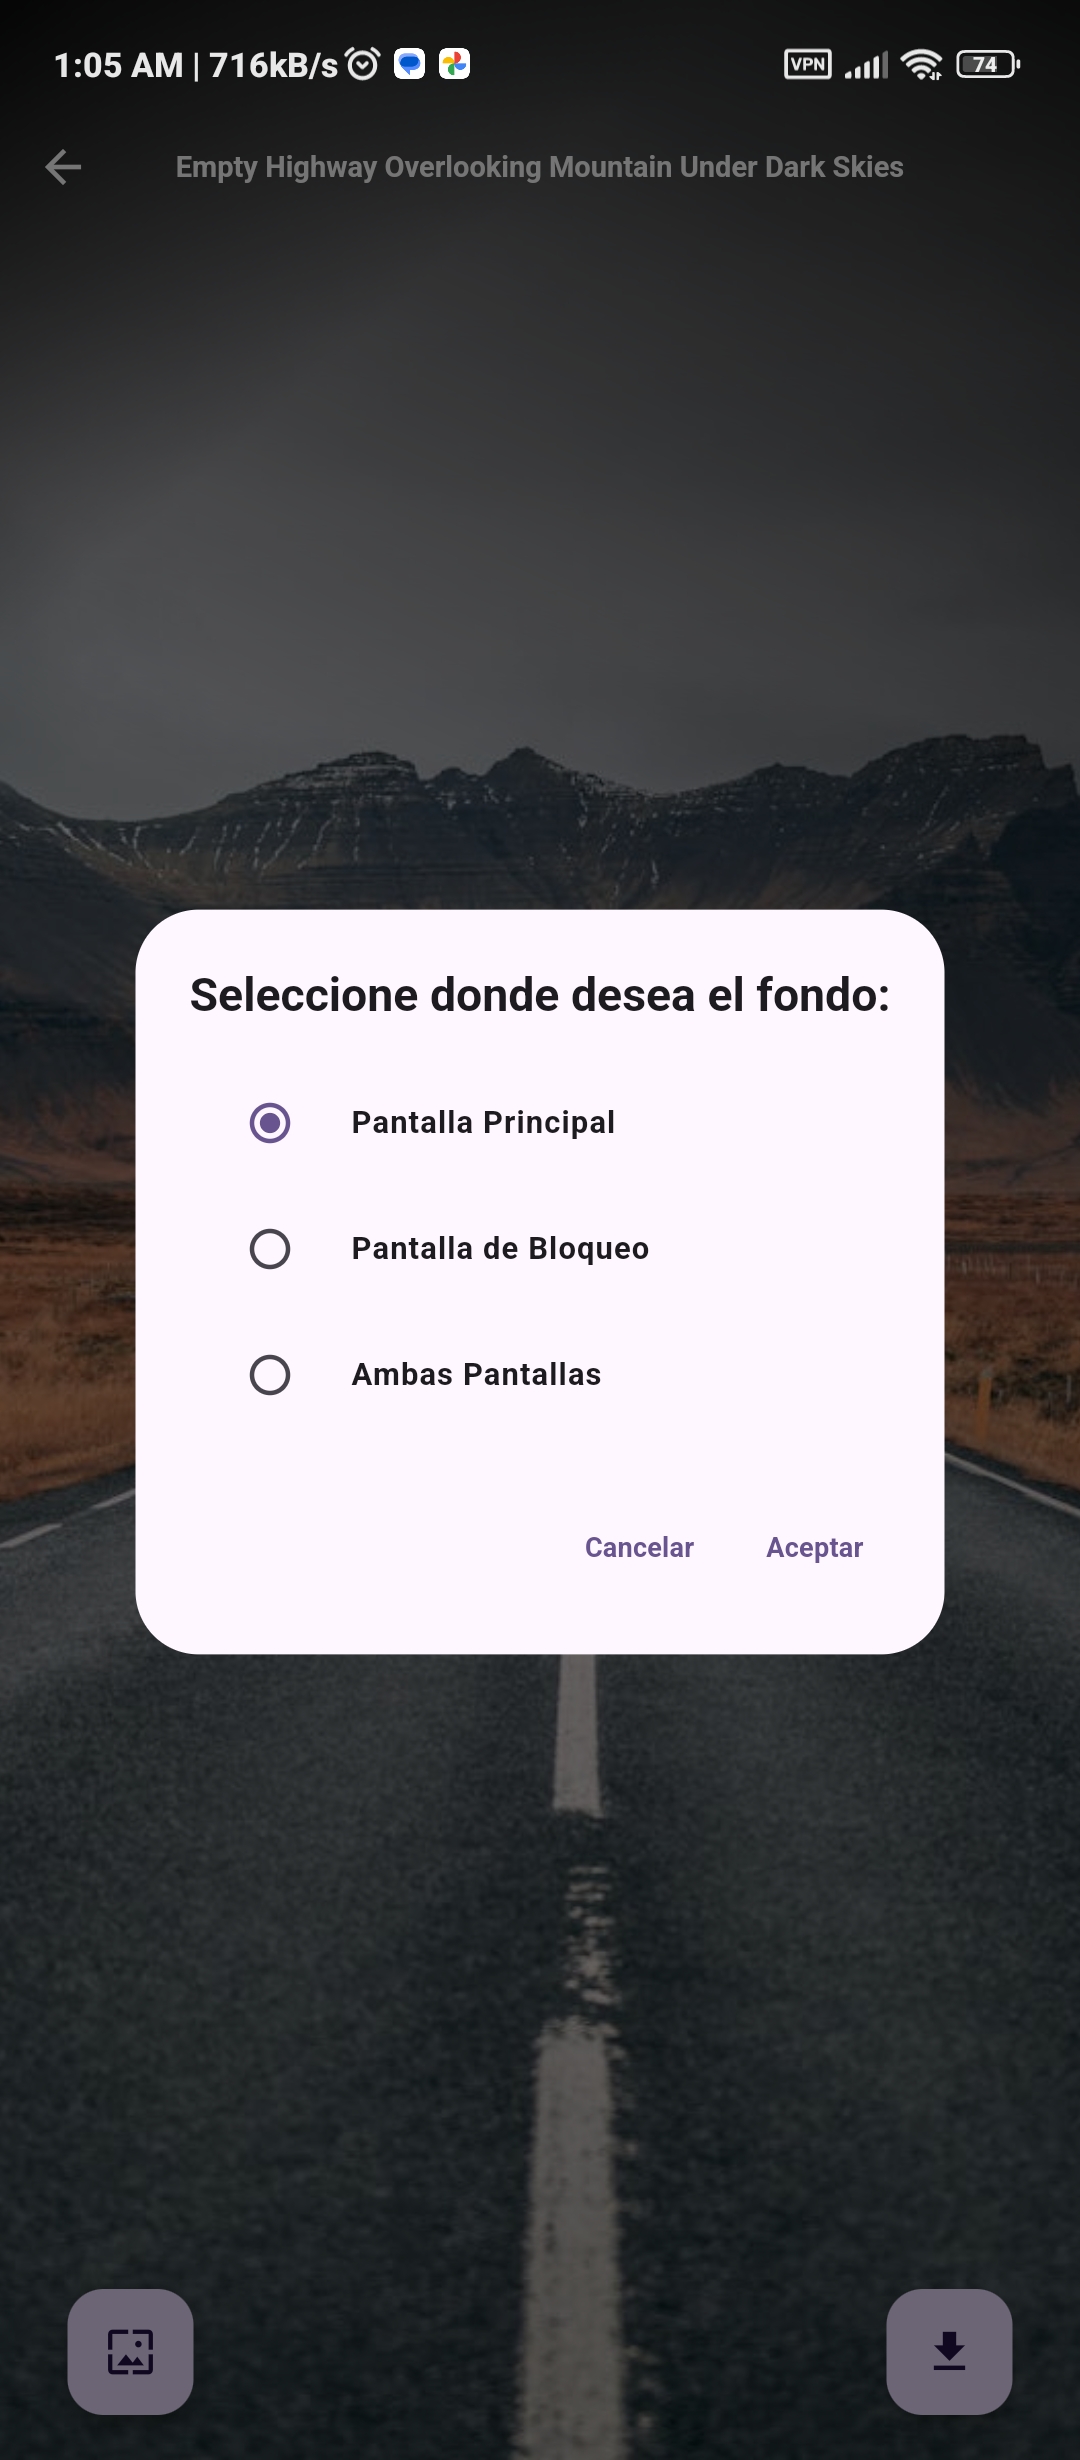 1:05 AM | 716kB/s VPN 74
Empty Highway Overlooking Mountain Under Dark Skies
Seleccione donde desea el fondo:
Pantalla Principal
Pantalla de Bloqueo
Ambas Pantallas
Cancelar Aceptar